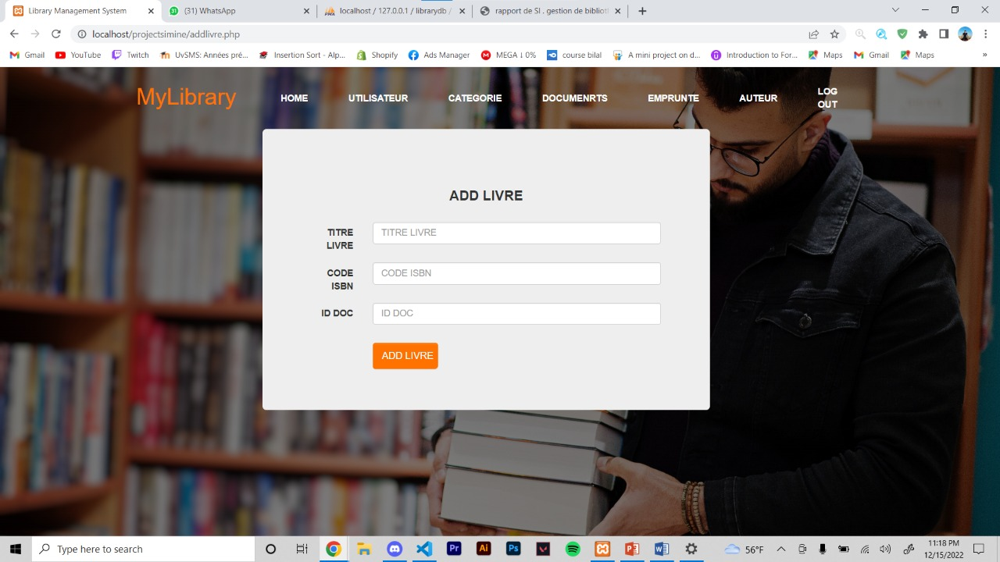 Library Management System
(31) WhatsApp
localhost / 127.0.0.1 / librarydb /
rapport de SI . gestion de bibliotl
localhost/projectsimine/addlivre.php
Gmail
YouTube
Twitch
UvSMS: Années pré...
Insertion Sort - Alp...
Shopify
Ads Manager
MEGA ↓ 0%
course bilal
A mini project on d...
Introduction to For...
Maps
Gmail
Maps
»
MyLibrary
HOME
UTILISATEUR
CATEGORIE
DOCUMENRTS
EMPRUNTE
AUTEUR
LOG
OUT
ADD LIVRE
TITRE
LIVRE
TITRE LIVRE
CODE
ISBN
CODE ISBN
ID DOC
ID DOC
ADD LIVRE
Type here to search
56°F
11:18 PM
12/15/2022